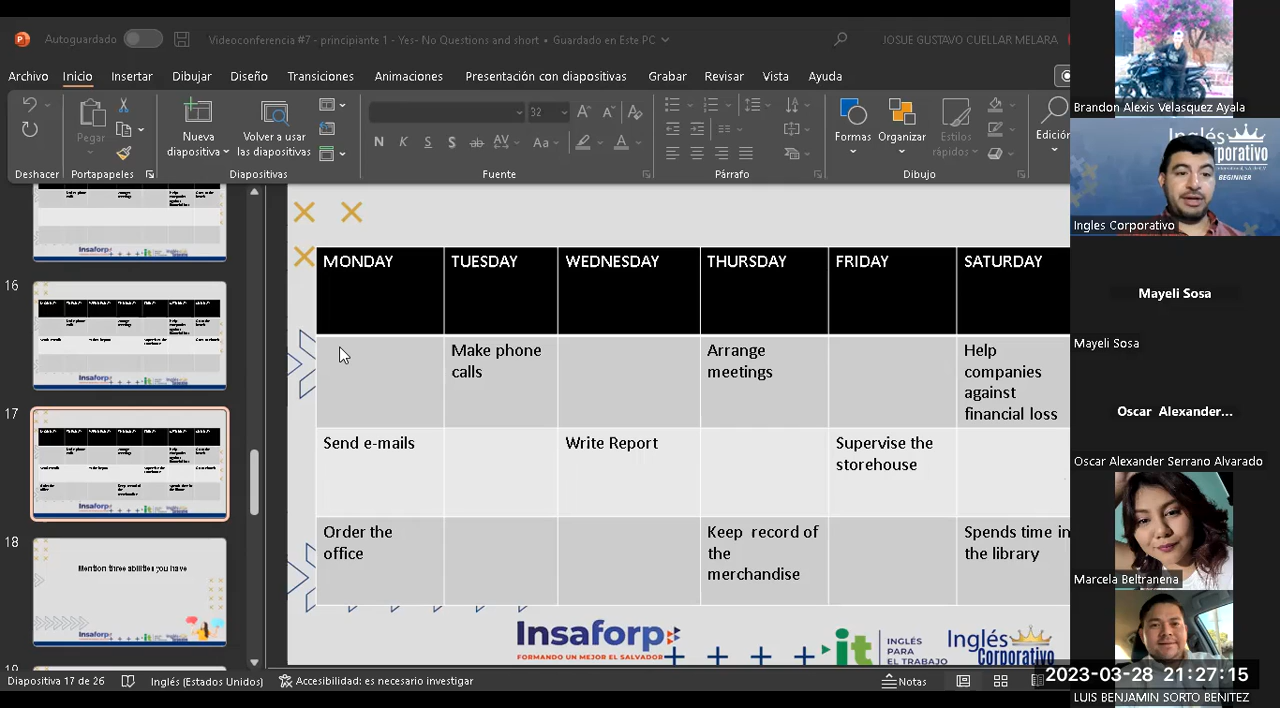 Autoguardado
Videoconferencia #7 - principiante 1 - Yes- No Questions and short • Guardado en Este PC
JOSUE GUSTAVO CUELLAR MELARA
Archivo Inicio Insertar Dibujar Diseño Transiciones Animaciones Presentación con diapositivas Grabar Revisar Vista Ayuda
Pegar
Nueva diapositiva
Volver a usar las diapositivas
32
N K S S ab AV Aa A
Formas
Organizar
Estilos rápidos
Edición
Deshacer Portapapeles Diapositivas Fuente Párrafo Dibujo
16
17
18
Mention three abilities you have
MONDAY TUESDAY WEDNESDAY THURSDAY FRIDAY SATURDAY
Make phone calls
Arrange meetings
Help companies against financial loss
Send e-mails
Write Report
Supervise the storehouse
Order the office
Keep record of the merchandise
Spends time in the library
Insaforp
FORMANDO UN MEJOR EL SALVADOR
it
INGLÉS PARA EL TRABAJO
Inglés Corporativo
Diapositiva 17 de 26
Inglés (Estados Unidos)
Accesibilidad: es necesario investigar
Notas
Brandon Alexis Velasquez Ayala
Inglés Corporativo
BEGINNER
Ingles Corporativo
Mayeli Sosa
Mayeli Sosa
Oscar Alexander...
Oscar Alexander Serrano Alvarado
Marcela Beltranena
2023-03-28 21:27:15
LUIS BENJAMIN SORTO BENITEZ